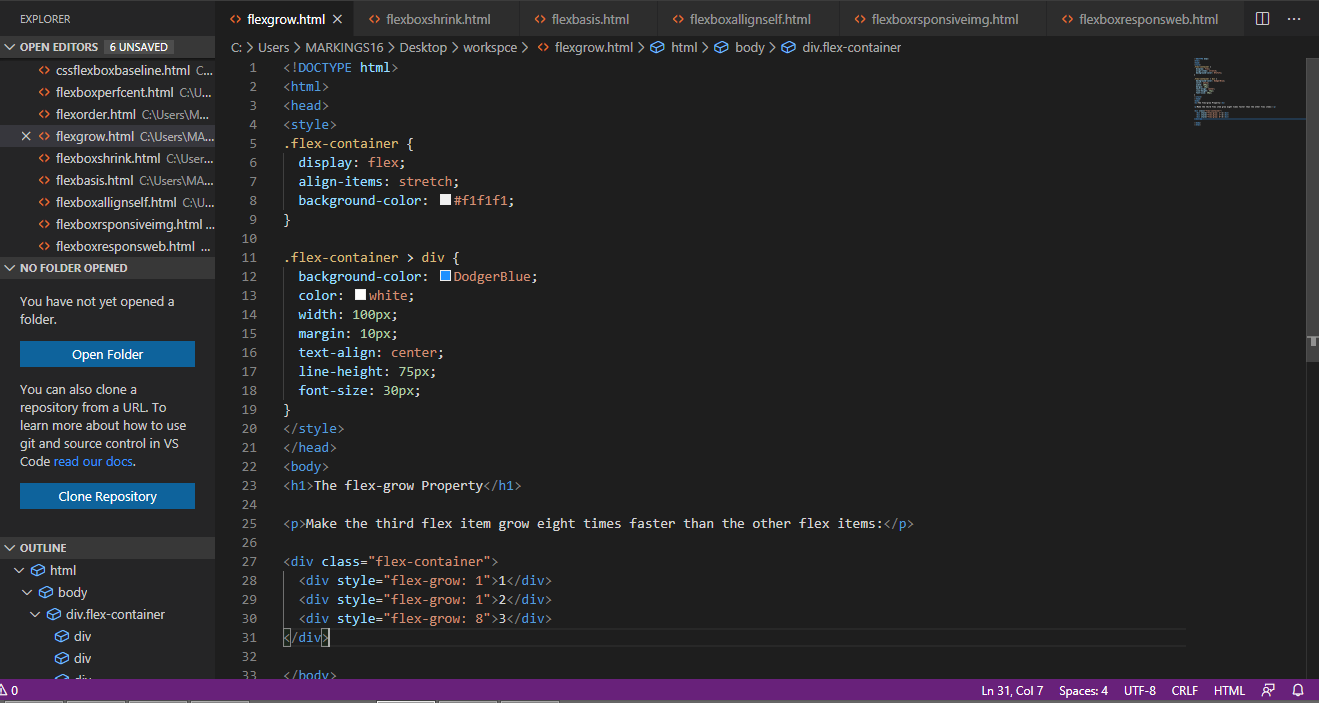 EXPLORER
OPEN EDITORS 6 UNSAVED
cssflexboxbaseline.html C...
flexboxperfcent.html C:\U...
flexorder.html C:\Users\M...
flexgrow.html C:\Users\MA...
flexboxshrink.html C:\User...
flexbasis.html C:\Users\MA...
flexboxallignself.html C:\U...
flexboxrsponsiveimg.html ...
flexboxresponsweb.html ...
NO FOLDER OPENED
You have not yet opened a
folder.
Open Folder
You can also clone a
repository from a URL. To
learn more about how to use
git and source control in VS
Code read our docs.
Clone Repository
OUTLINE
html
body
div.flex-container
div
div
div
flexgrow.html flexboxshrink.html flexbasis.html flexboxallignself.html flexboxrsponsiveimg.html flexboxresponsweb.html
C: > Users > MARKINGS16 > Desktop > workspce > flexgrow.html > html > body > div.flex-container
1 <!DOCTYPE html>
2 <html>
3 <head>
4 <style>
5 .flex-container {
6 display: flex;
7 align-items: stretch;
8 background-color: #f1f1f1;
9 }
10
11 .flex-container > div {
12 background-color: DodgerBlue;
13 color: white;
14 width: 100px;
15 margin: 10px;
16 text-align: center;
17 line-height: 75px;
18 font-size: 30px;
19 }
20 </style>
21 </head>
22 <body>
23 <h1>The flex-grow Property</h1>
24
25 <p>Make the third flex item grow eight times faster than the other flex items:</p>
26
27 <div class="flex-container">
28 <div style="flex-grow: 1">1</div>
29 <div style="flex-grow: 1">2</div>
30 <div style="flex-grow: 8">3</div>
31 </div>
32
33 </body>
0
Ln 31, Col 7 Spaces: 4 UTF-8 CRLF HTML